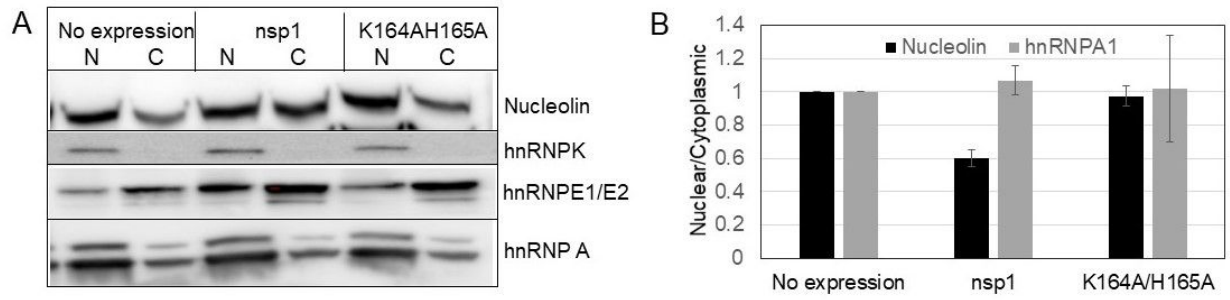 A
No expression nsp1 K164AH165A
N C N C N C
Nucleolin
hnRNPK
hnRNPE1/E2
hnRNP A
B
Nuclear/Cytoplasmic
1.4
1.2
1
0.8
0.6
0.4
0.2
0
Nucleolin hnRNPA1
No expression nsp1 K164A/H165A